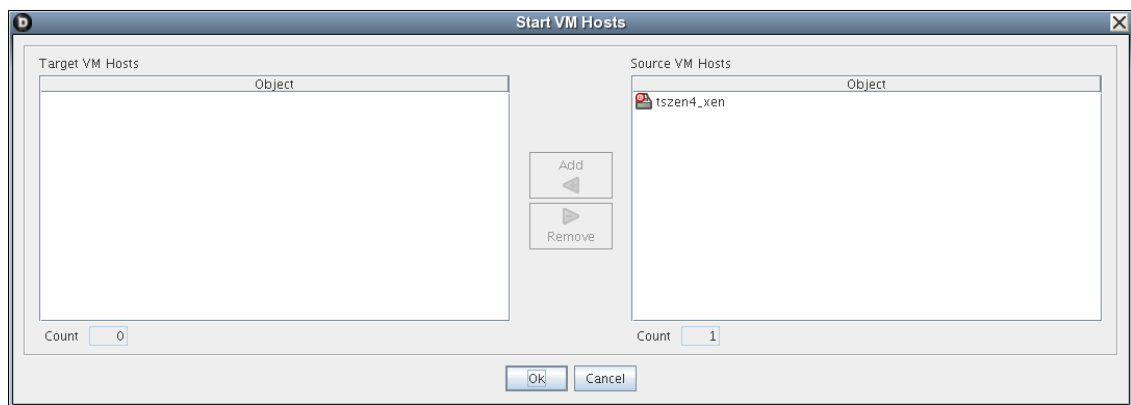 Start VM Hosts
Target VM Hosts
Object
Count 0
Add
Remove
Source VM Hosts
Object
tszen4_xen
Count 1
Ok
Cancel